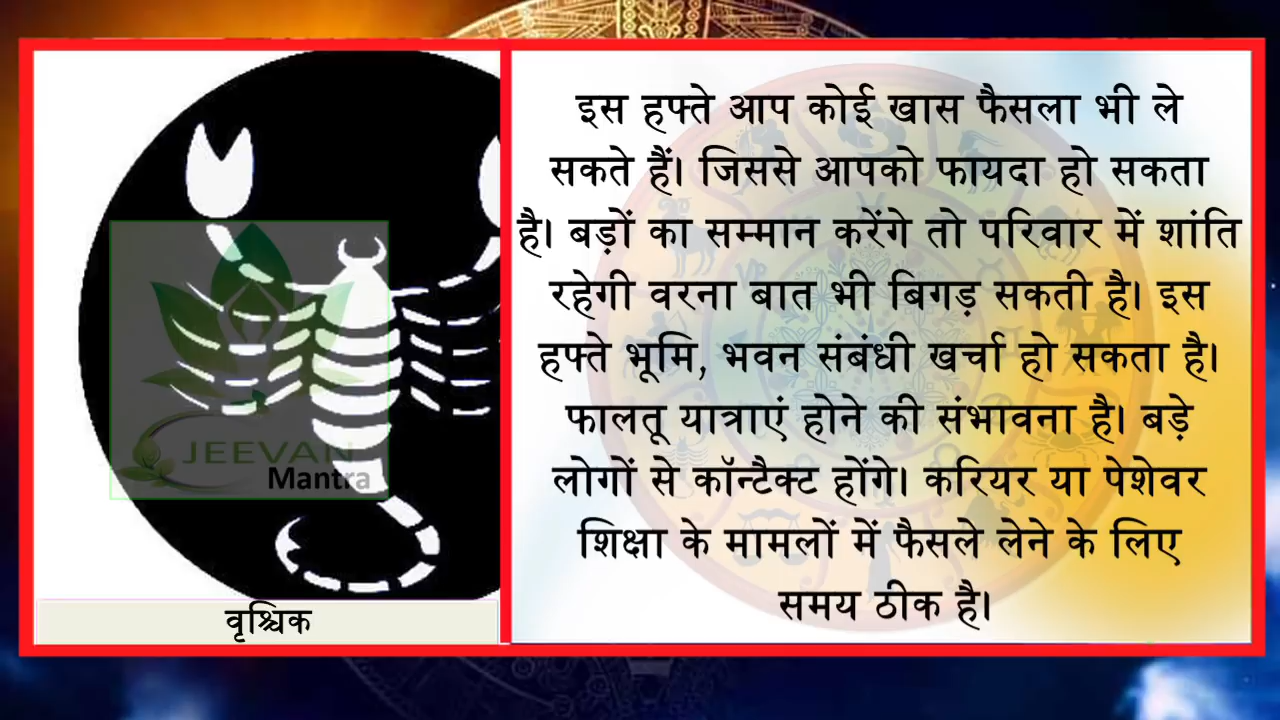 इस हफ्ते आप कोई खास फैसला भी ले
सकते हैं। जिससे आपको फायदा हो सकता
है। बड़ों का सम्मान करेंगे तो परिवार में शांति
रहेगी वरना बात भी बिगड़ सकती है। इस
हफ्ते भूमि, भवन संबंधी खर्चा हो सकता है।
फालतू यात्राएं होने की संभावना है। बड़े
लोगों से कॉन्टैक्ट होंगे। करियर या पेशेवर
शिक्षा के मामलों में फैसले लेने के लिए
समय ठीक है।
JEEVAN
Mantra
वृश्चिक